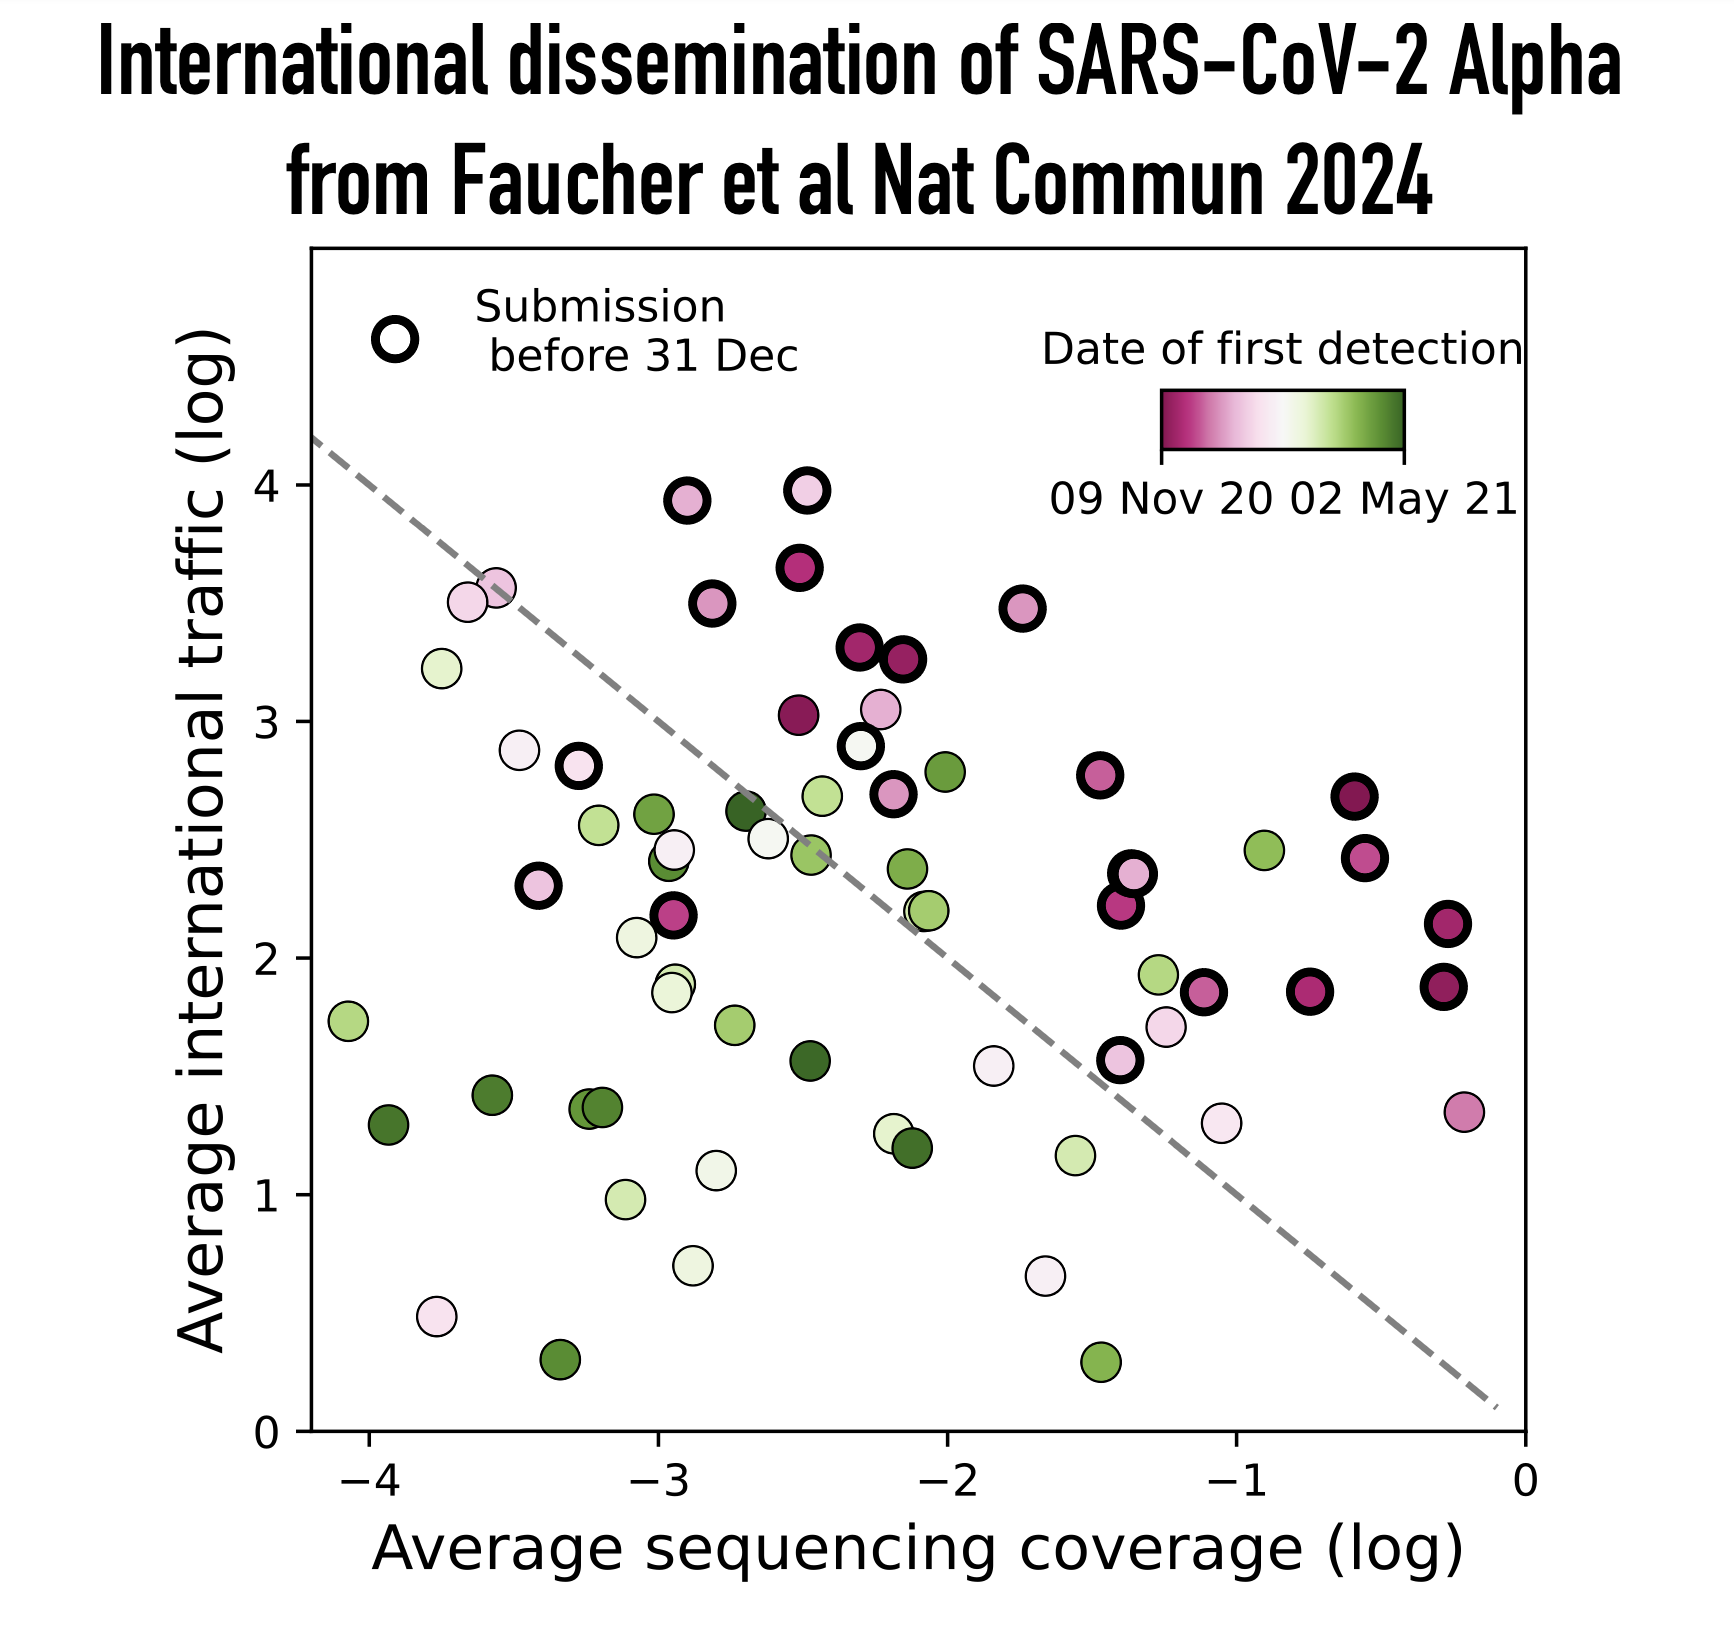 International dissemination of SARS-CoV-2 Alpha
from Faucher et al Nat Commun 2024
Submission
before 31 Dec
Date of first detection
09 Nov 20 02 May 21
Average international traffic (log)
4
3
2
1
0
−4 −3 −2 −1 0
Average sequencing coverage (log)